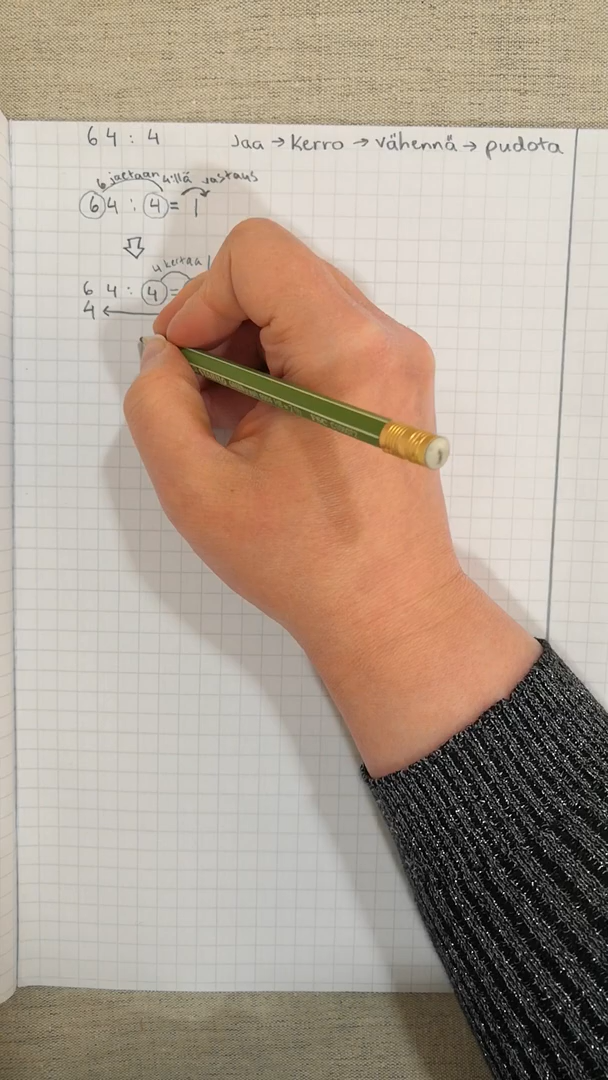 64 : 4
Jaa → kerro → vähennä → pudota
6 jaetaan 4:llä vastaus
64 : 4 = 1
4 kertaa 1
64 : 4 =
4